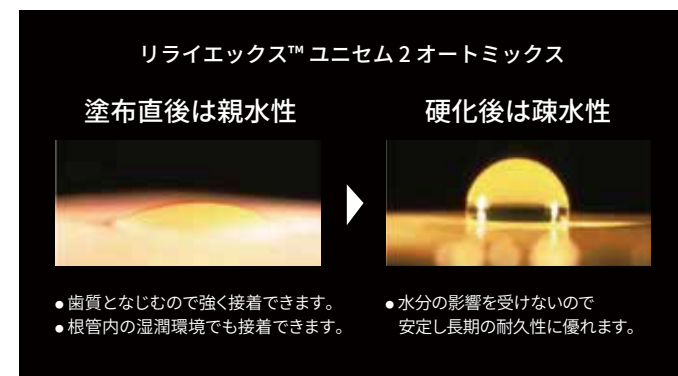 リライエックス™ ユニセム 2 オートミックス
塗布直後は親水性
硬化後は疎水性
●歯質となじむので強く接着できます。
●根管内の湿潤環境でも接着できます。
●水分の影響を受けないので
安定し長期の耐久性に優れます。